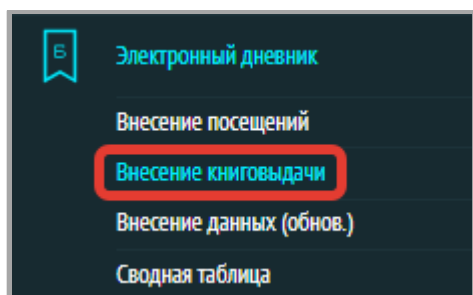 Б
Электронный дневник
Внесение посещений
Внесение книговыдачи
Внесение данных (обнов.)
Сводная таблица